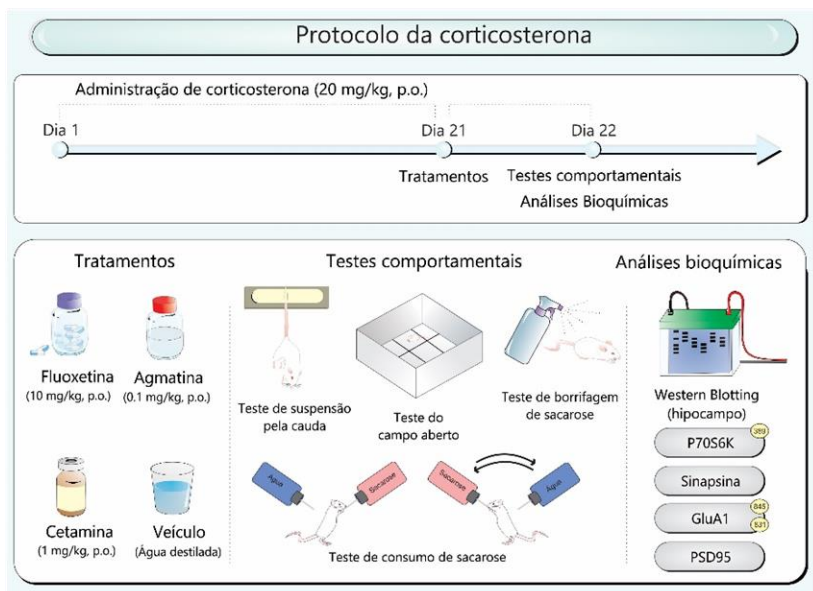 Protocolo da corticosterona
Administração de corticosterona (20 mg/kg, p.o.)
Dia 1
Dia 21
Dia 22
Tratamentos
Testes comportamentais
Análises Bioquímicas
Tratamentos
Testes comportamentais
Análises bioquímicas
Fluoxetina
(10 mg/kg, p.o.)
Agmatina
(0,1 mg/kg, p.o.)
Cetamina
(1 mg/kg, p.o.)
Veículo
(Água destilada)
Teste de suspensão
pela cauda
Teste do
campo aberto
Teste de borrifagem
de sacarose
Água
Sacarose
Sacarose
Água
Teste de consumo de sacarose
Western Blotting
(hipocampo)
P70S6K
389
Sinapsina
GluA1
845
831
PSD95